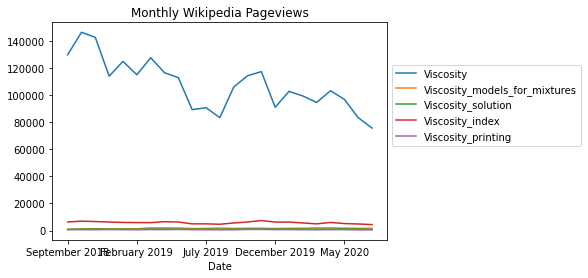 Monthly Wikipedia Pageviews
140000
120000
100000
80000
60000
40000
20000
0
September 2018 February 2019 July 2019 December 2019 May 2020
Date
Viscosity
Viscosity_models_for_mixtures
Viscosity_solution
Viscosity_index
Viscosity_printing